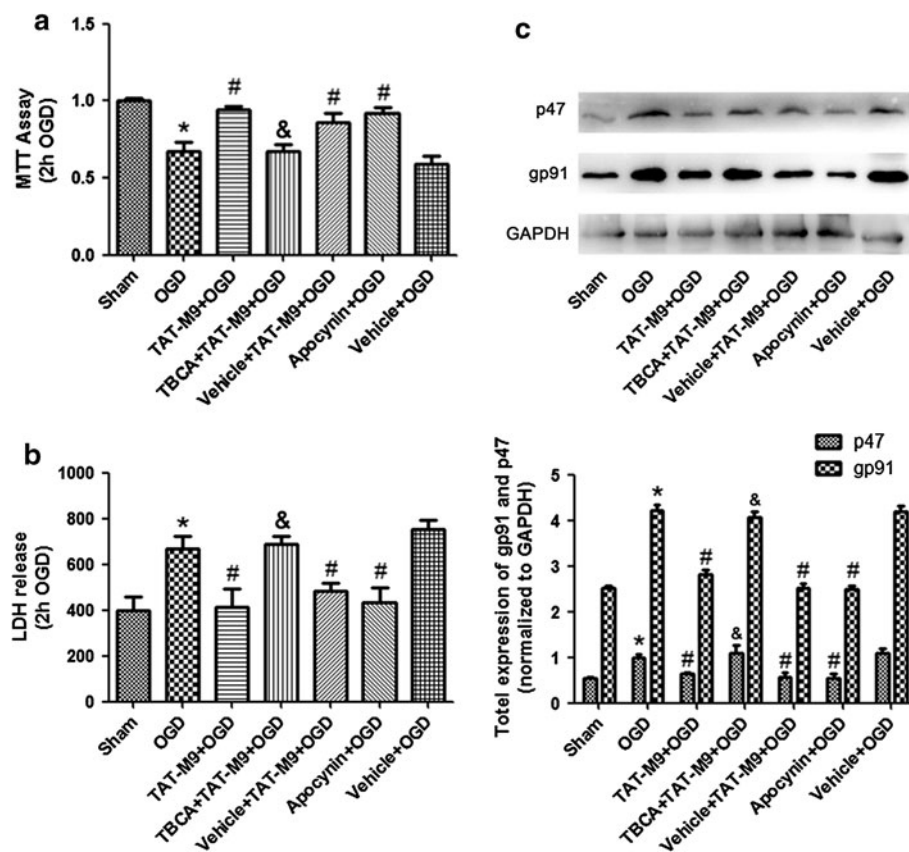 a
MTT Assay
(2h OGD)
1.5
1.0
0.5
0.0
*
#
&
#
#
Sham
OGD
TAT-M9+OGD
TBCA+TAT-M9+OGD
Vehicle+TAT-M9+OGD
Apocynin+OGD
Vehicle+OGD
b
LDH release
(2h OGD)
1000
800
600
400
200
0
*
#
&
#
#
Sham
OGD
TAT-M9+OGD
TBCA+TAT-M9+OGD
Vehicle+TAT-M9+OGD
Apocynin+OGD
Vehicle+OGD
c
p47
gp91
GAPDH
Sham
OGD
TAT-M9+OGD
TBCA+TAT-M9+OGD
Vehicle+TAT-M9+OGD
Apocynin+OGD
Vehicle+OGD
p47
gp91
Totel expression of gp91 and p47
(normalized to GAPDH)
5
4
3
2
1
0
*
*
#
#
&
&
#
#
#
#
Sham
OGD
TAT-M9+OGD
TBCA+TAT-M9+OGD
Vehicle+TAT-M9+OGD
Apocynin+OGD
Vehicle+OGD